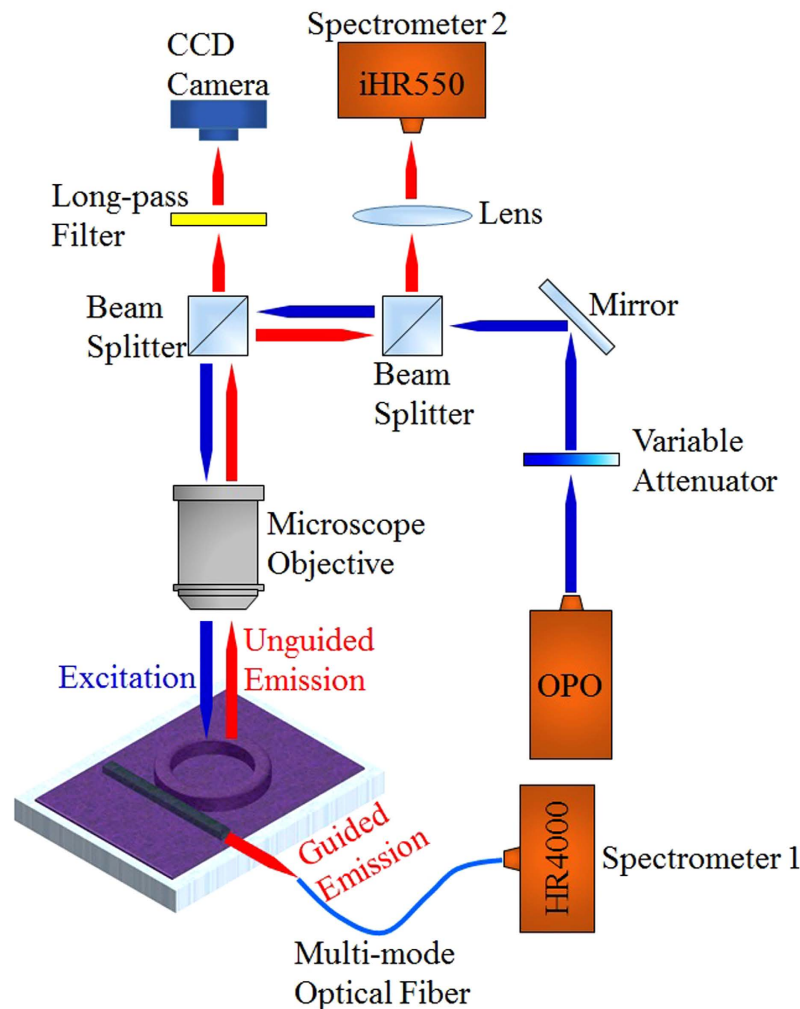 Spectrometer 2
iHR550
CCD
Camera
Long-pass
Filter
Lens
Beam
Splitter
Beam
Splitter
Mirror
Variable
Attenuator
Microscope
Objective
Excitation
Unguided
Emission
OPO
Guided
Emission
HR4000
Spectrometer 1
Multi-mode
Optical Fiber